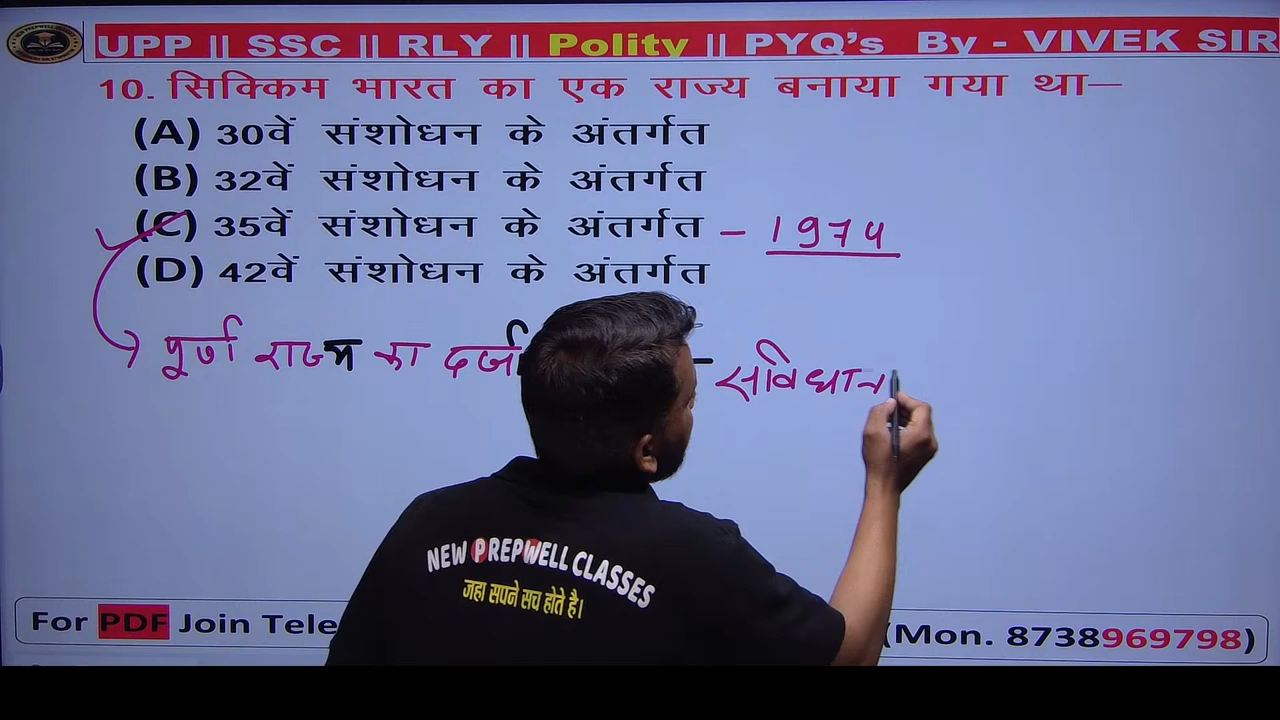 UPP || SSC || RLY || Polity || PYQ's By - VIVEK SIR
10. सिक्किम भारत का एक राज्य बनाया गया था—
(A) 30वें संशोधन के अंतर्गत
(B) 32वें संशोधन के अंतर्गत
(C) 35वें संशोधन के अंतर्गत – 1974
(D) 42वें संशोधन के अंतर्गत
पूर्ण राज्य का दर्जा – सविधान
NEW PREPWELL CLASSES
जहा सपने सच होते है।
For PDF Join Tele (Mon. 8738969798)